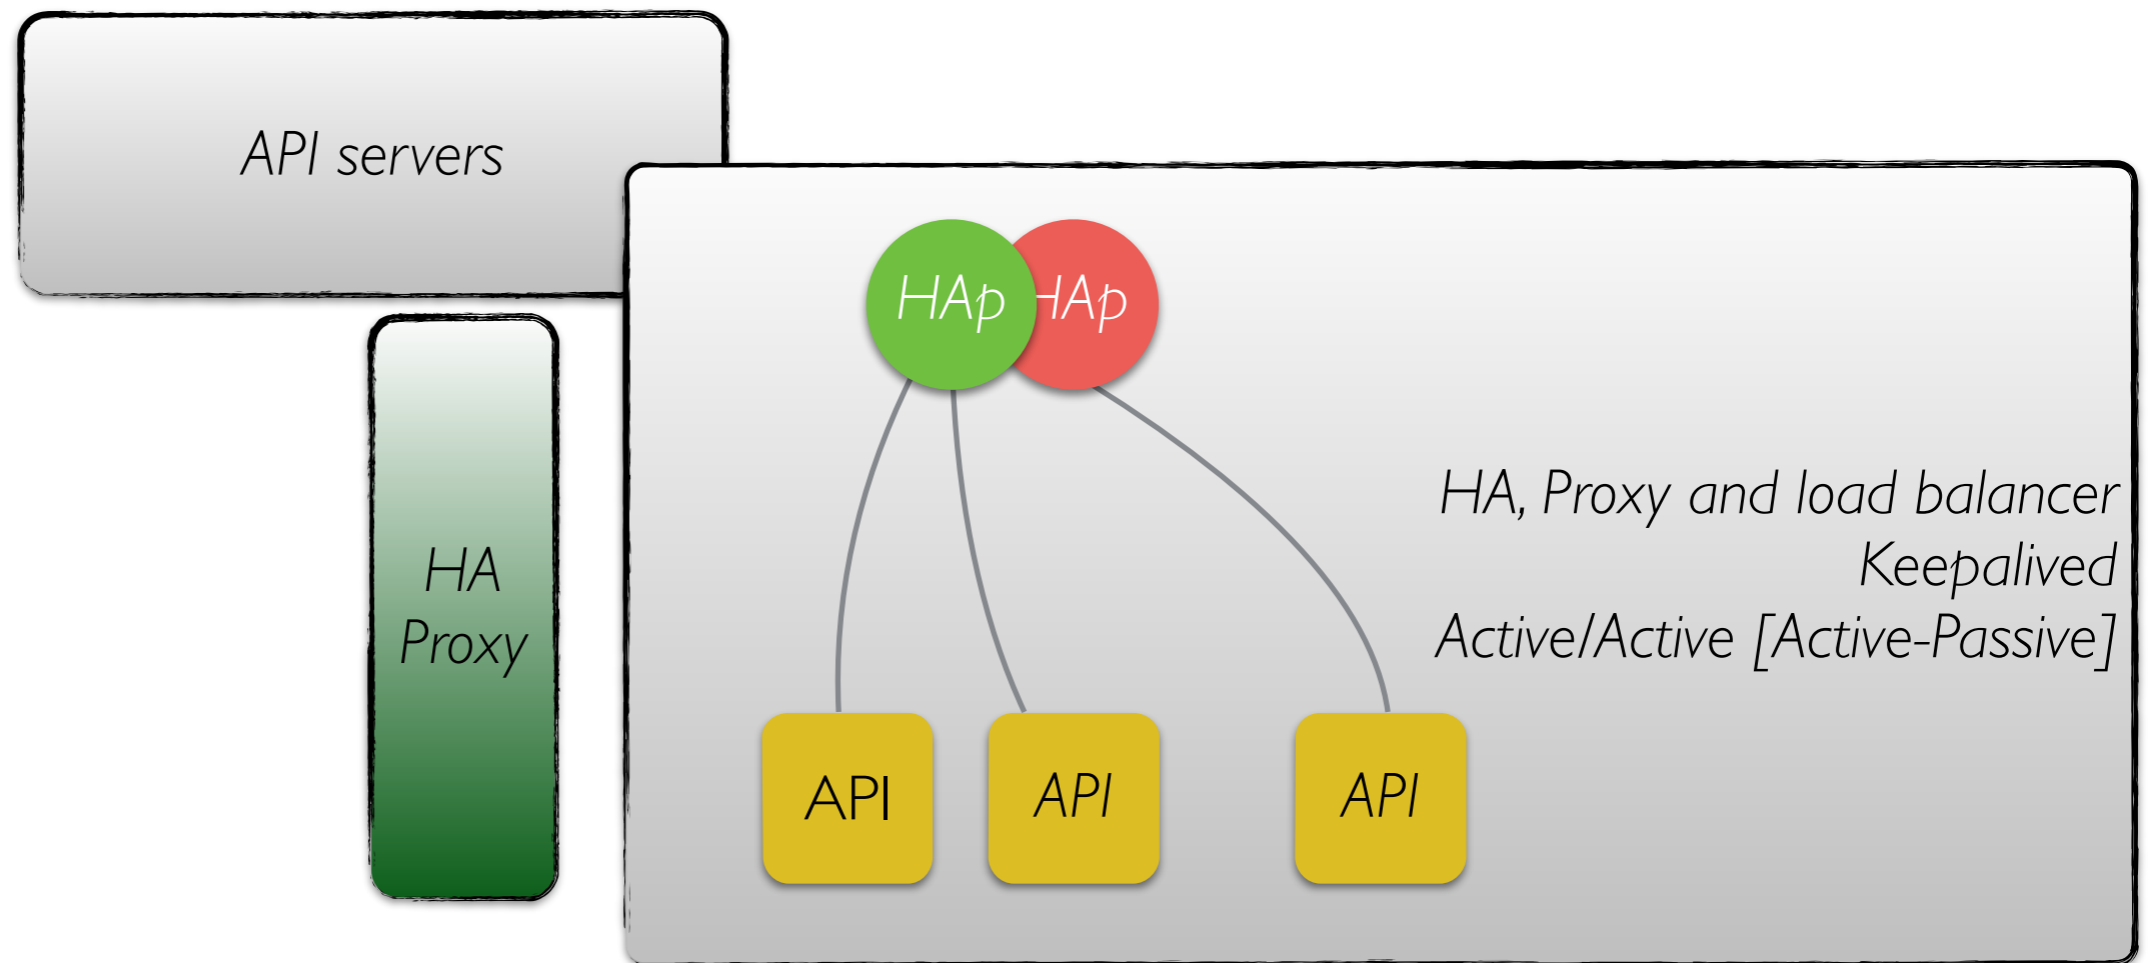 API servers
HA
Proxy
HAp
HAp
HA, Proxy and load balancer
Keepalived
Active/Active [Active-Passive]
API
API
API